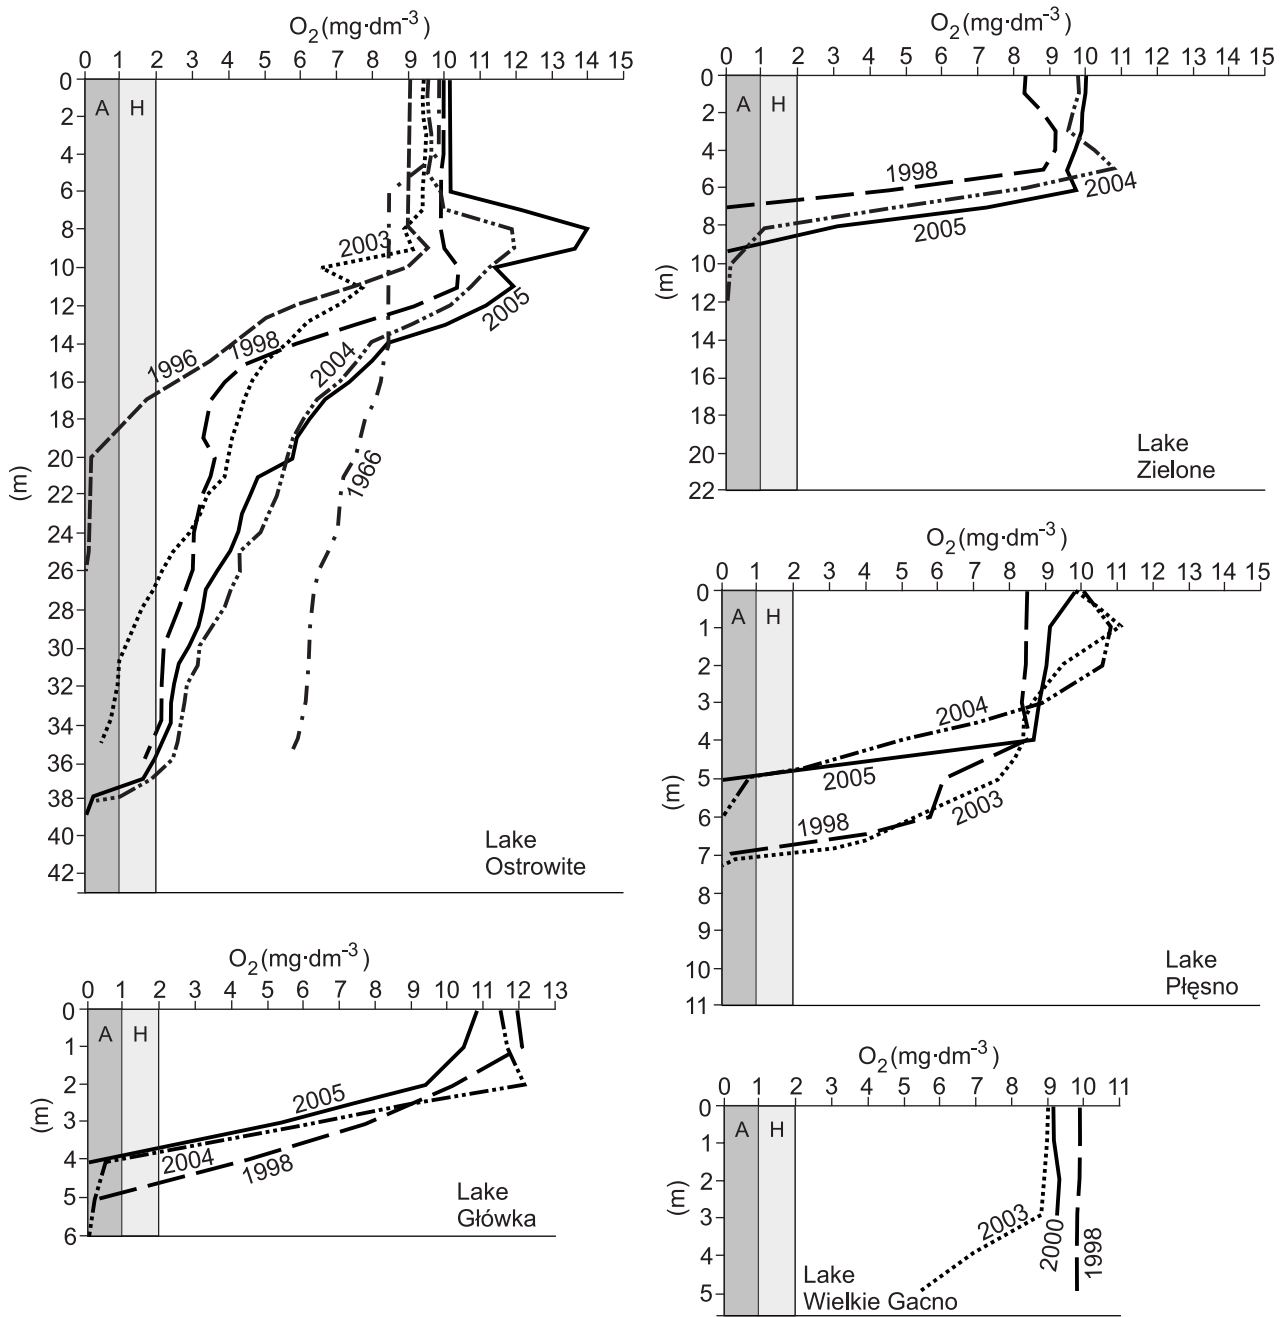 O2(mg·dm-3)
0 1 2 3 4 5 6 7 8 9 10 11 12 13 14 15
0
2
4
6
8
10
12
14
16
18
20
22
24
26
28
30
32
34
36
38
40
42
(m)
A H
2003
1996
1998
2004
2005
1966
Lake
Ostrowite
O2(mg·dm-3)
0 1 2 3 4 5 6 7 8 9 10 11 12 13 14 15
0
2
4
6
8
10
12
14
16
18
20
22
(m)
A H
1998
2004
2005
Lake
Zielone
O2(mg·dm-3)
0 1 2 3 4 5 6 7 8 9 10 11 12 13 14 15
0
1
2
3
4
5
6
7
8
9
10
11
(m)
A H
2004
2005
2003
1998
Lake
Płęsno
O2(mg·dm-3)
0 1 2 3 4 5 6 7 8 9 10 11 12 13
0
1
2
3
4
5
6
(m)
A H
2005
2004
1998
Lake
Główka
O2(mg·dm-3)
0 1 2 3 4 5 6 7 8 9 10 11
0
1
2
3
4
5
(m)
A H
2003
2000
1998
Lake
Wielkie Gacno